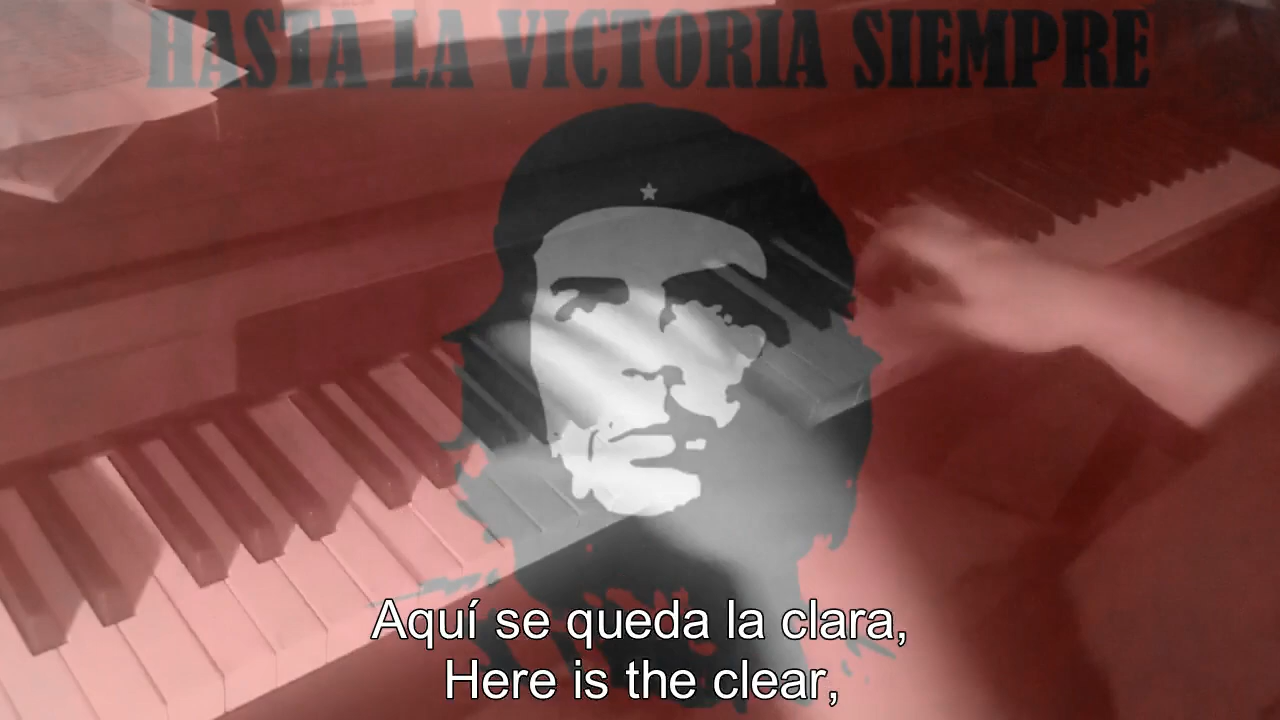 HASTA LA VICTORIA SIEMPRE
Aquí se queda la clara,
Here is the clear,